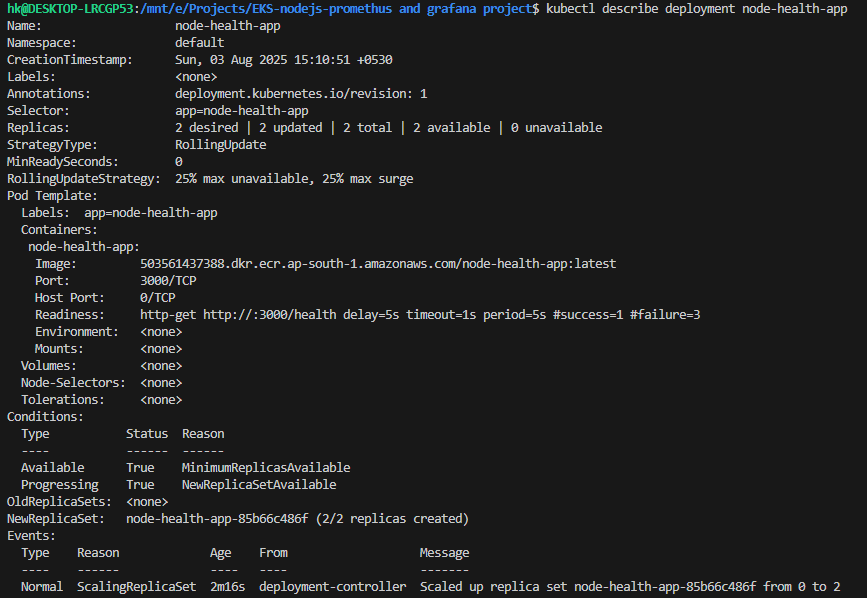 hk@DESKTOP-LRCGP53:/mnt/e/Projects/EKS-nodejs-promethus and grafana project$ kubectl describe deployment node-health-app
Name:                   node-health-app
Namespace:              default
CreationTimestamp:      Sun, 03 Aug 2025 15:10:51 +0530
Labels:                 <none>
Annotations:            deployment.kubernetes.io/revision: 1
Selector:               app=node-health-app
Replicas:               2 desired | 2 updated | 2 total | 2 available | 0 unavailable
StrategyType:           RollingUpdate
MinReadySeconds:        0
RollingUpdateStrategy:  25% max unavailable, 25% max surge
Pod Template:
  Labels:  app=node-health-app
  Containers:
   node-health-app:
    Image:         503561437388.dkr.ecr.ap-south-1.amazonaws.com/node-health-app:latest
    Port:          3000/TCP
    Host Port:     0/TCP
    Readiness:     http-get http://:3000/health delay=5s timeout=1s period=5s #success=1 #failure=3
    Environment:   <none>
    Mounts:        <none>
  Volumes:         <none>
  Node-Selectors:  <none>
  Tolerations:     <none>
Conditions:
  Type           Status  Reason
  ----           ------  ------
  Available      True    MinimumReplicasAvailable
  Progressing    True    NewReplicaSetAvailable
OldReplicaSets:  <none>
NewReplicaSet:   node-health-app-85b66c486f (2/2 replicas created)
Events:
  Type    Reason             Age    From                   Message
  ----    ------             ----   ----                   -------
  Normal  ScalingReplicaSet  2m16s  deployment-controller  Scaled up replica set node-health-app-85b66c486f from 0 to 2